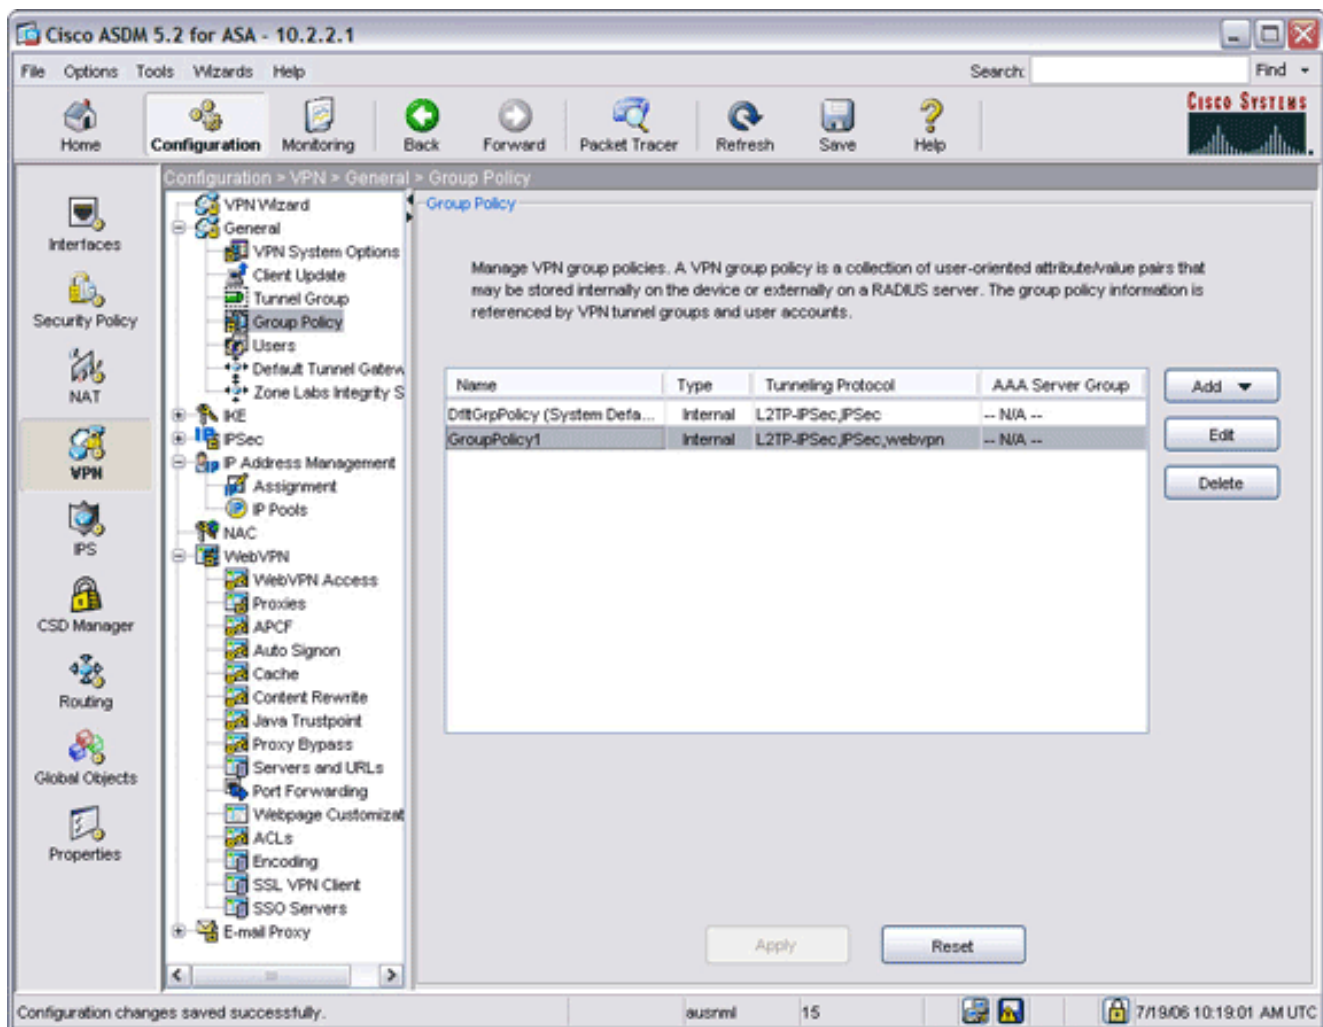 Cisco ASDM 5.2 for ASA - 10.2.2.1
File Options Tools Wizards Help Search: Find
Home Configuration Monitoring Back Forward Packet Tracer Refresh Save Help
CISCO SYSTEMS
Interfaces
Security Policy
NAT
VPN
IPS
CSD Manager
Routing
Global Objects
Properties
Configuration > VPN > General > Group Policy
VPN Wizard
General
VPN System Options
Client Update
Tunnel Group
Group Policy
Users
Default Tunnel Gatew
Zone Labs Integrity S
IKE
IPSec
IP Address Management
Assignment
IP Pools
NAC
WebVPN
WebVPN Access
Proxies
APCF
Auto Signon
Cache
Content Rewrite
Java Trustpoint
Proxy Bypass
Servers and URLs
Port Forwarding
Webpage Customizat
ACLs
Encoding
SSL VPN Client
SSO Servers
E-mail Proxy
Group Policy
Manage VPN group policies. A VPN group policy is a collection of user-oriented attribute/value pairs that
may be stored internally on the device or externally on a RADIUS server. The group policy information is
referenced by VPN tunnel groups and user accounts.
Name Type Tunneling Protocol AAA Server Group
DfltGrpPolicy (System Defa... Internal L2TP-IPSec,IPSec -- N/A --
GroupPolicy1 Internal L2TP-IPSec,IPSec,webvpn -- N/A --
Add
Edit
Delete
Apply Reset
Configuration changes saved successfully. ausnml 15 7/19/06 10:19:01 AM UTC